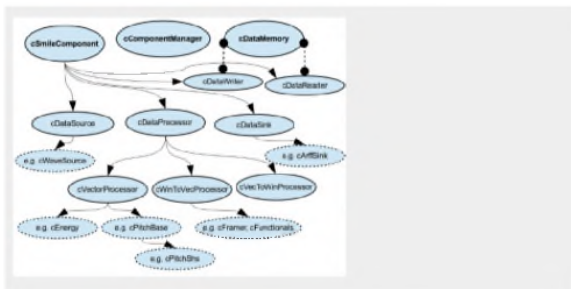 cSmileComponent
cComponentManager
cDataMemory
cDataWriter
cDataReader
cDataSource
cDataProcessor
cDataSink
e.g. cWaveSource
e.g. cArffSink
cVectorProcessor
cWinToVecProcessor
cVecToWinProcessor
e.g. cEnergy
e.g. cPitchBase
e.g. cFramer, cFunctionals
e.g. cPitchShs